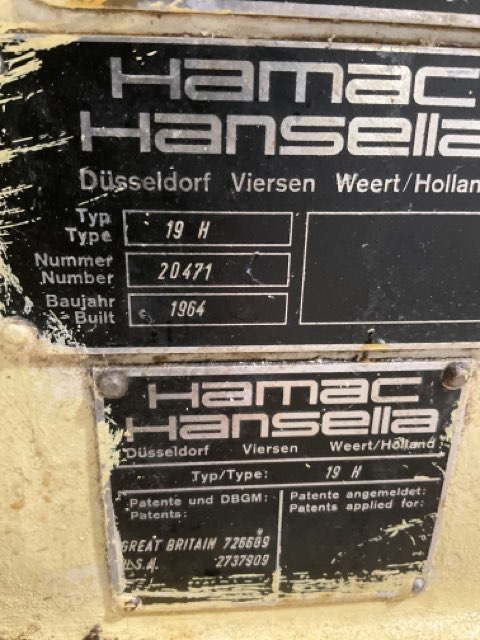 Hamac
Hansella
Düsseldorf Viersen Weert/Holland
Typ
Type
19 H
Nummer
Number
20471
Baujahr
Built
1964
Hamac
Hansella
Düsseldorf Viersen Weert/Holland
Typ/Type: 19 H
Patente und DBGM:
Patents:
Patente angemeldet:
Patents applied for:
GREAT BRITAIN 726689
U.S.A. 2737909